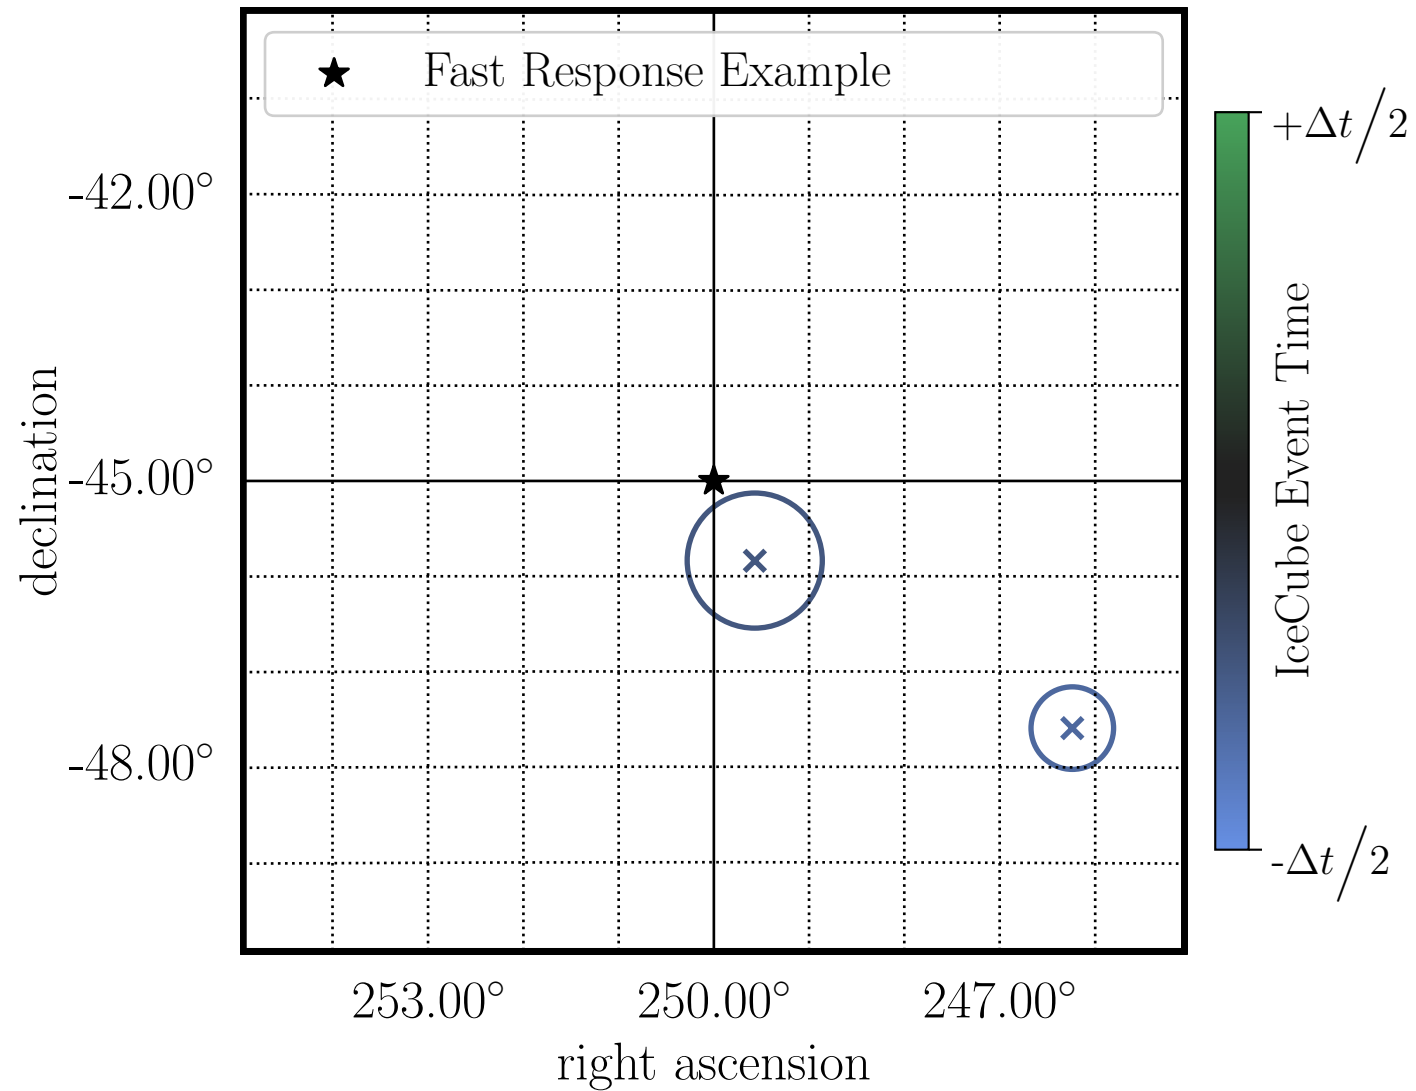 Fast Response Example
-42.00°
-45.00°
-48.00°
declination
253.00°
250.00°
247.00°
right ascension
+Δt/2
IceCube Event Time
-Δt/2